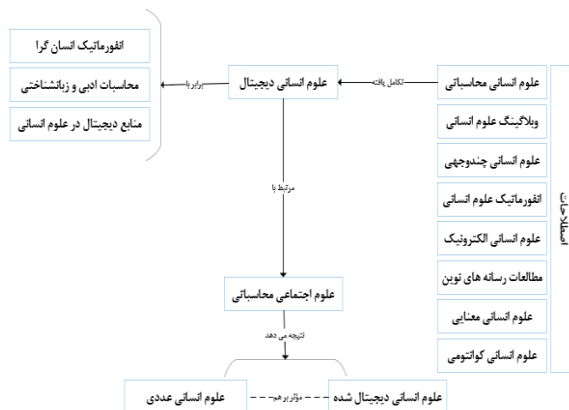 اصطلاحات
علوم انسانی محاسباتی
وبلاگینگ علوم انسانی
علوم انسانی چندوجهی
انفورماتیک علوم انسانی
علوم انسانی الکترونیک
مطالعات رسانه های نوین
علوم انسانی معنایی
علوم انسانی کوانتومی
تکامل یافته
علوم انسانی دیجیتال
برابر با
انفورماتیک انسان گرا
محاسبات ادبی و زبانشناختی
منابع دیجیتال در علوم انسانی
مرتبط با
علوم اجتماعی محاسباتی
نتیجه می دهد
علوم انسانی دیجیتال شده
مؤثر بر هم
علوم انسانی عددی